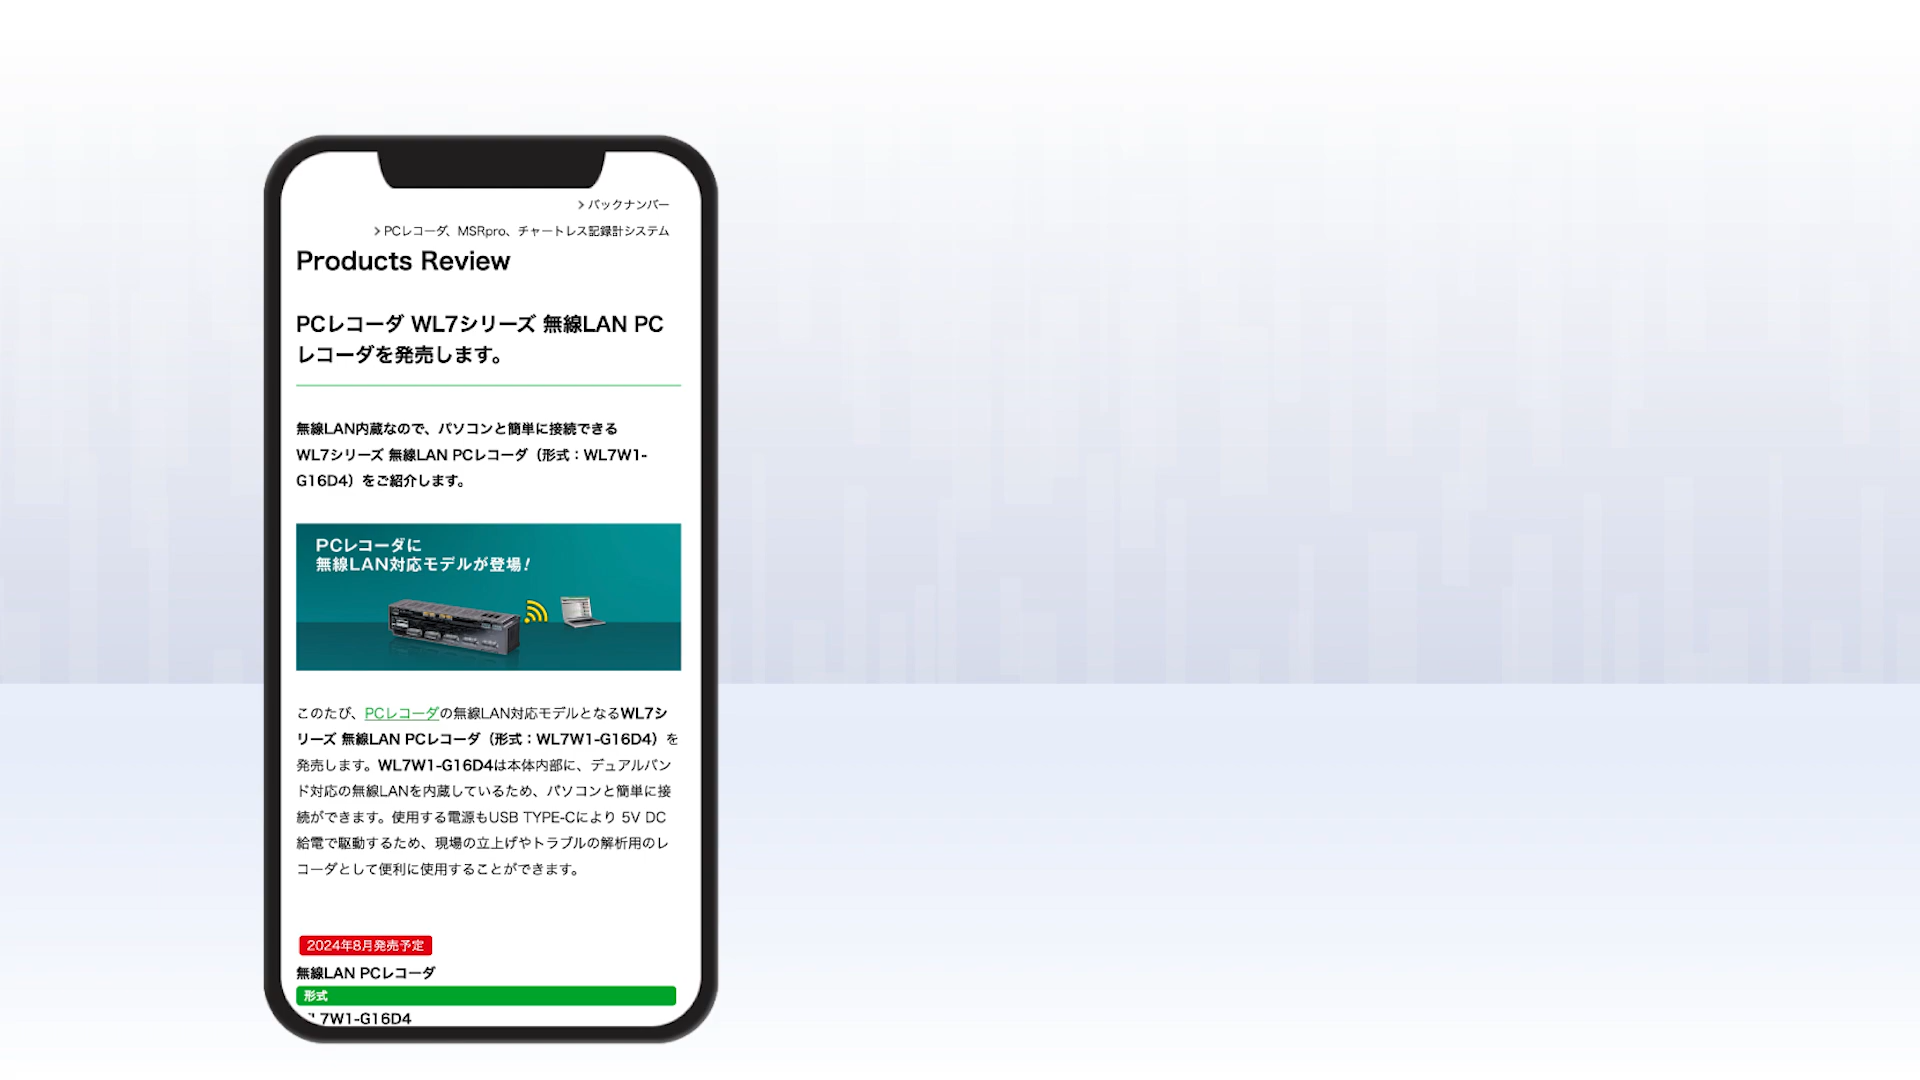 > バックナンバー
> PCレコーダ、MSRpro、チャートレス記録計システム
Products Review
PCレコーダ WL7シリーズ 無線LAN PC
レコーダを発売します。
無線LAN内蔵なので、パソコンと簡単に接続できる
WL7シリーズ 無線LAN PCレコーダ（形式：WL7W1-
G16D4）をご紹介します。
PCレコーダに
無線LAN対応モデルが登場!
このたび、PCレコーダの無線LAN対応モデルとなるWL7シ
リーズ 無線LAN PCレコーダ（形式：WL7W1-G16D4）を
発売します。WL7W1-G16D4は本体内部に、デュアルバン
ド対応の無線LANを内蔵しているため、パソコンと簡単に接
続ができます。使用する電源もUSB TYPE-Cにより 5V DC
給電で駆動するため、現場の立上げやトラブルの解析用のレ
コーダとして便利に使用することができます。
2024年8月発売予定
無線LAN PCレコーダ
形式
WL7W1-G16D4